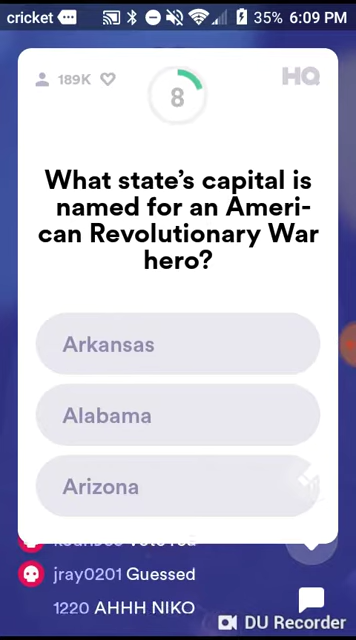 cricket 35% 6:09 PM
189K HQ
8
What state's capital is
named for an Ameri-
can Revolutionary War
hero?
Arkansas
Alabama
Arizona
jray0201 Guessed
1220 AHHH NIKO
DU Recorder